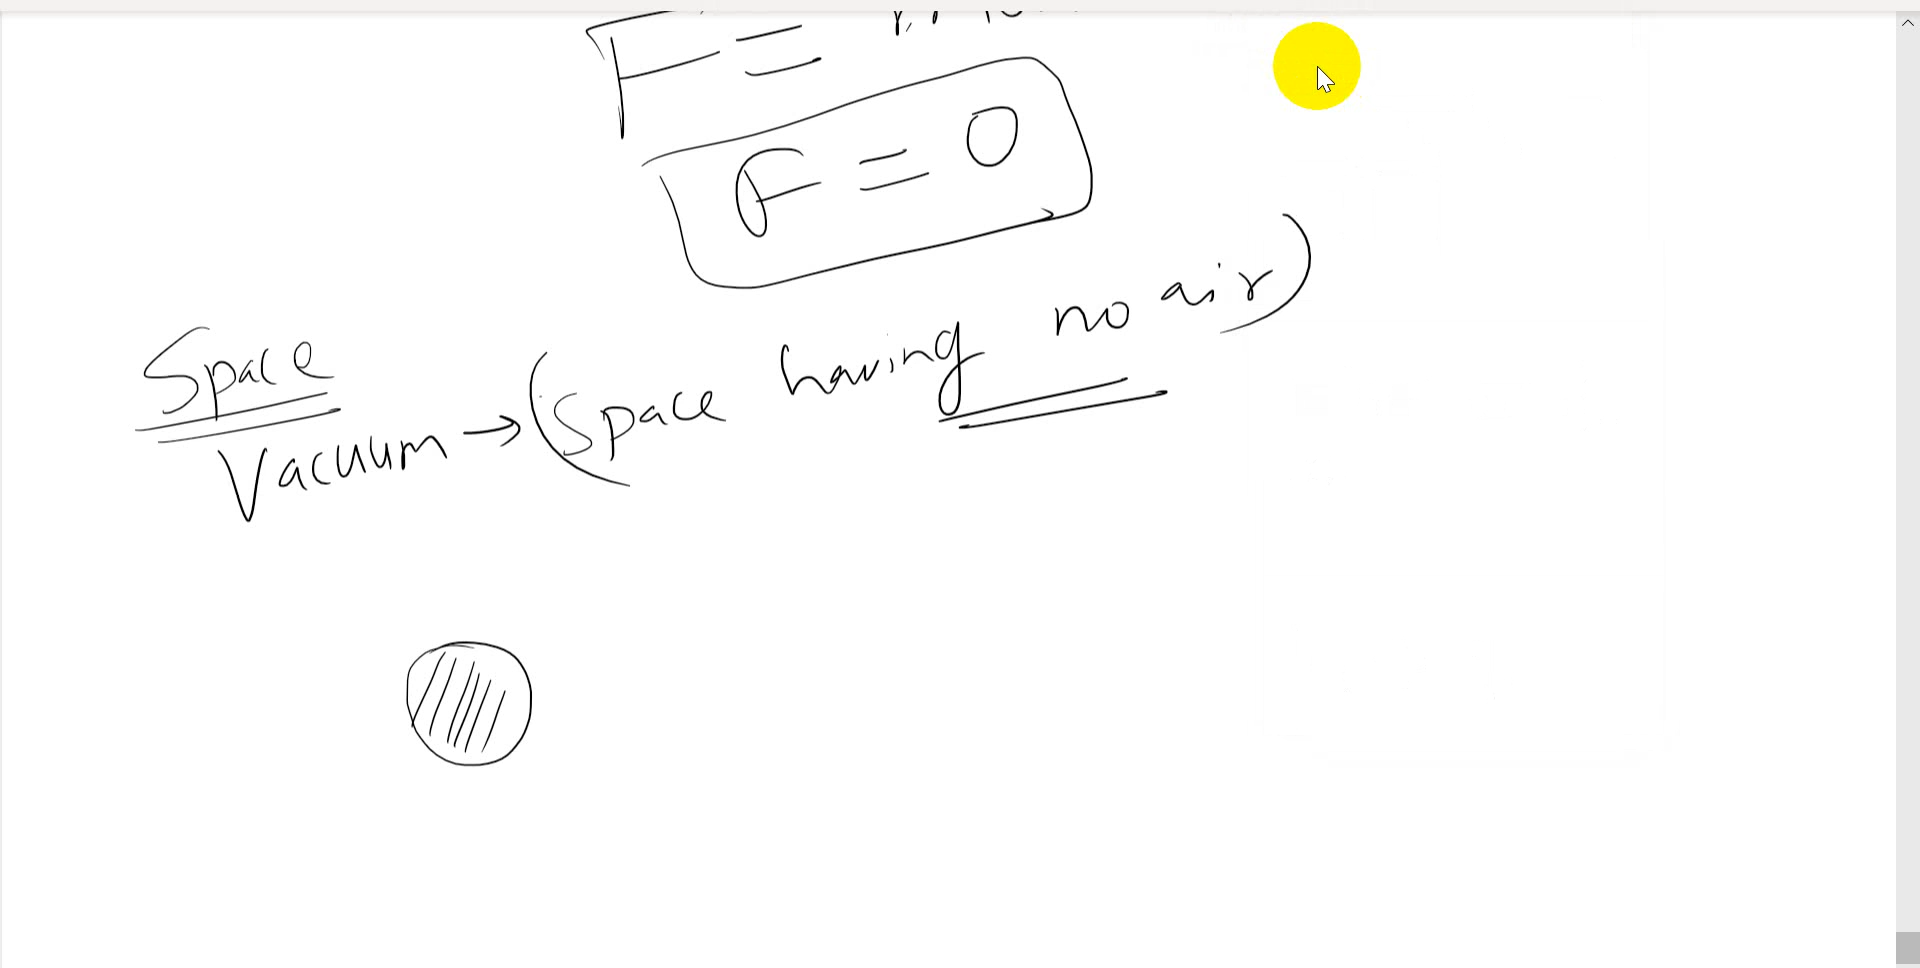 F =
F = 0
Space
Vacuum → (Space having no air)